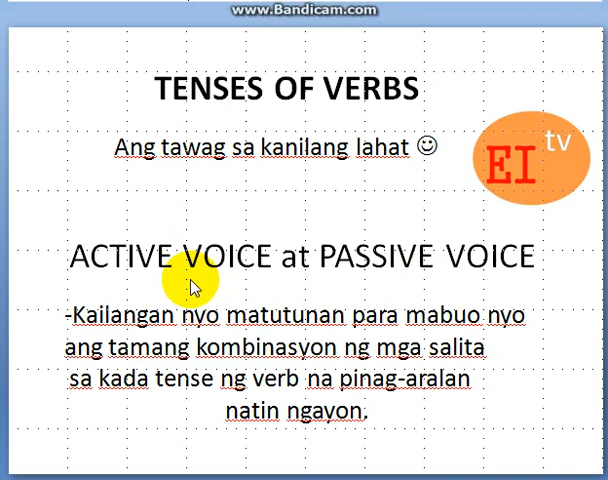 www.Bandicam.com
TENSES OF VERBS
Ang tawag sa kanilang lahat ☺
EI tv
ACTIVE VOICE at PASSIVE VOICE
-Kailangan nyo matutunan para mabuo nyo
ang tamang kombinasyon ng mga salita
sa kada tense ng verb na pinag-aralan
natin ngayon.